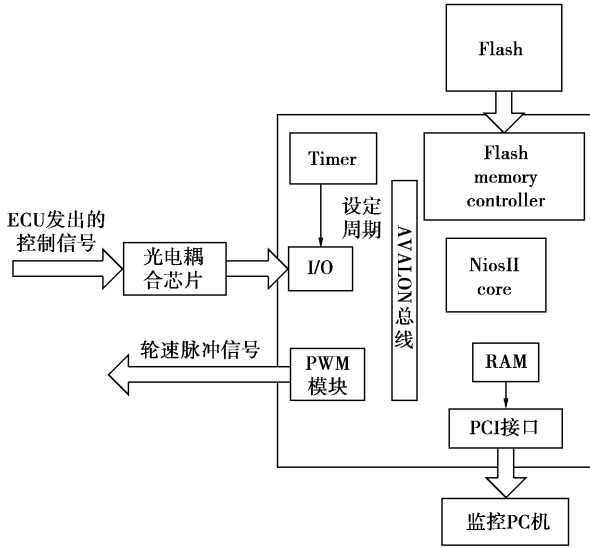 Flash
Timer
Flash
memory
controller
设定
周期
ECU发出的
控制信号
光电耦
合芯片
I/O
AVALON总线
NiosII
core
轮速脉冲信号
PWM
模块
RAM
PCI接口
监控PC机